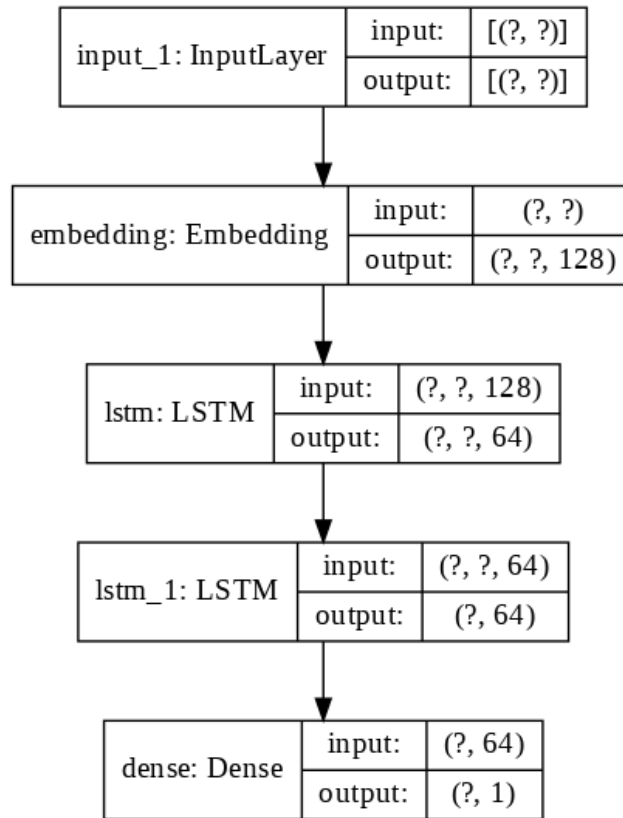 input_1: InputLayer
input: [(?, ?)]
output: [(?, ?)]
embedding: Embedding
input: (?, ?)
output: (?, ?, 128)
lstm: LSTM
input: (?, ?, 128)
output: (?, ?, 64)
lstm_1: LSTM
input: (?, ?, 64)
output: (?, 64)
dense: Dense
input: (?, 64)
output: (?, 1)